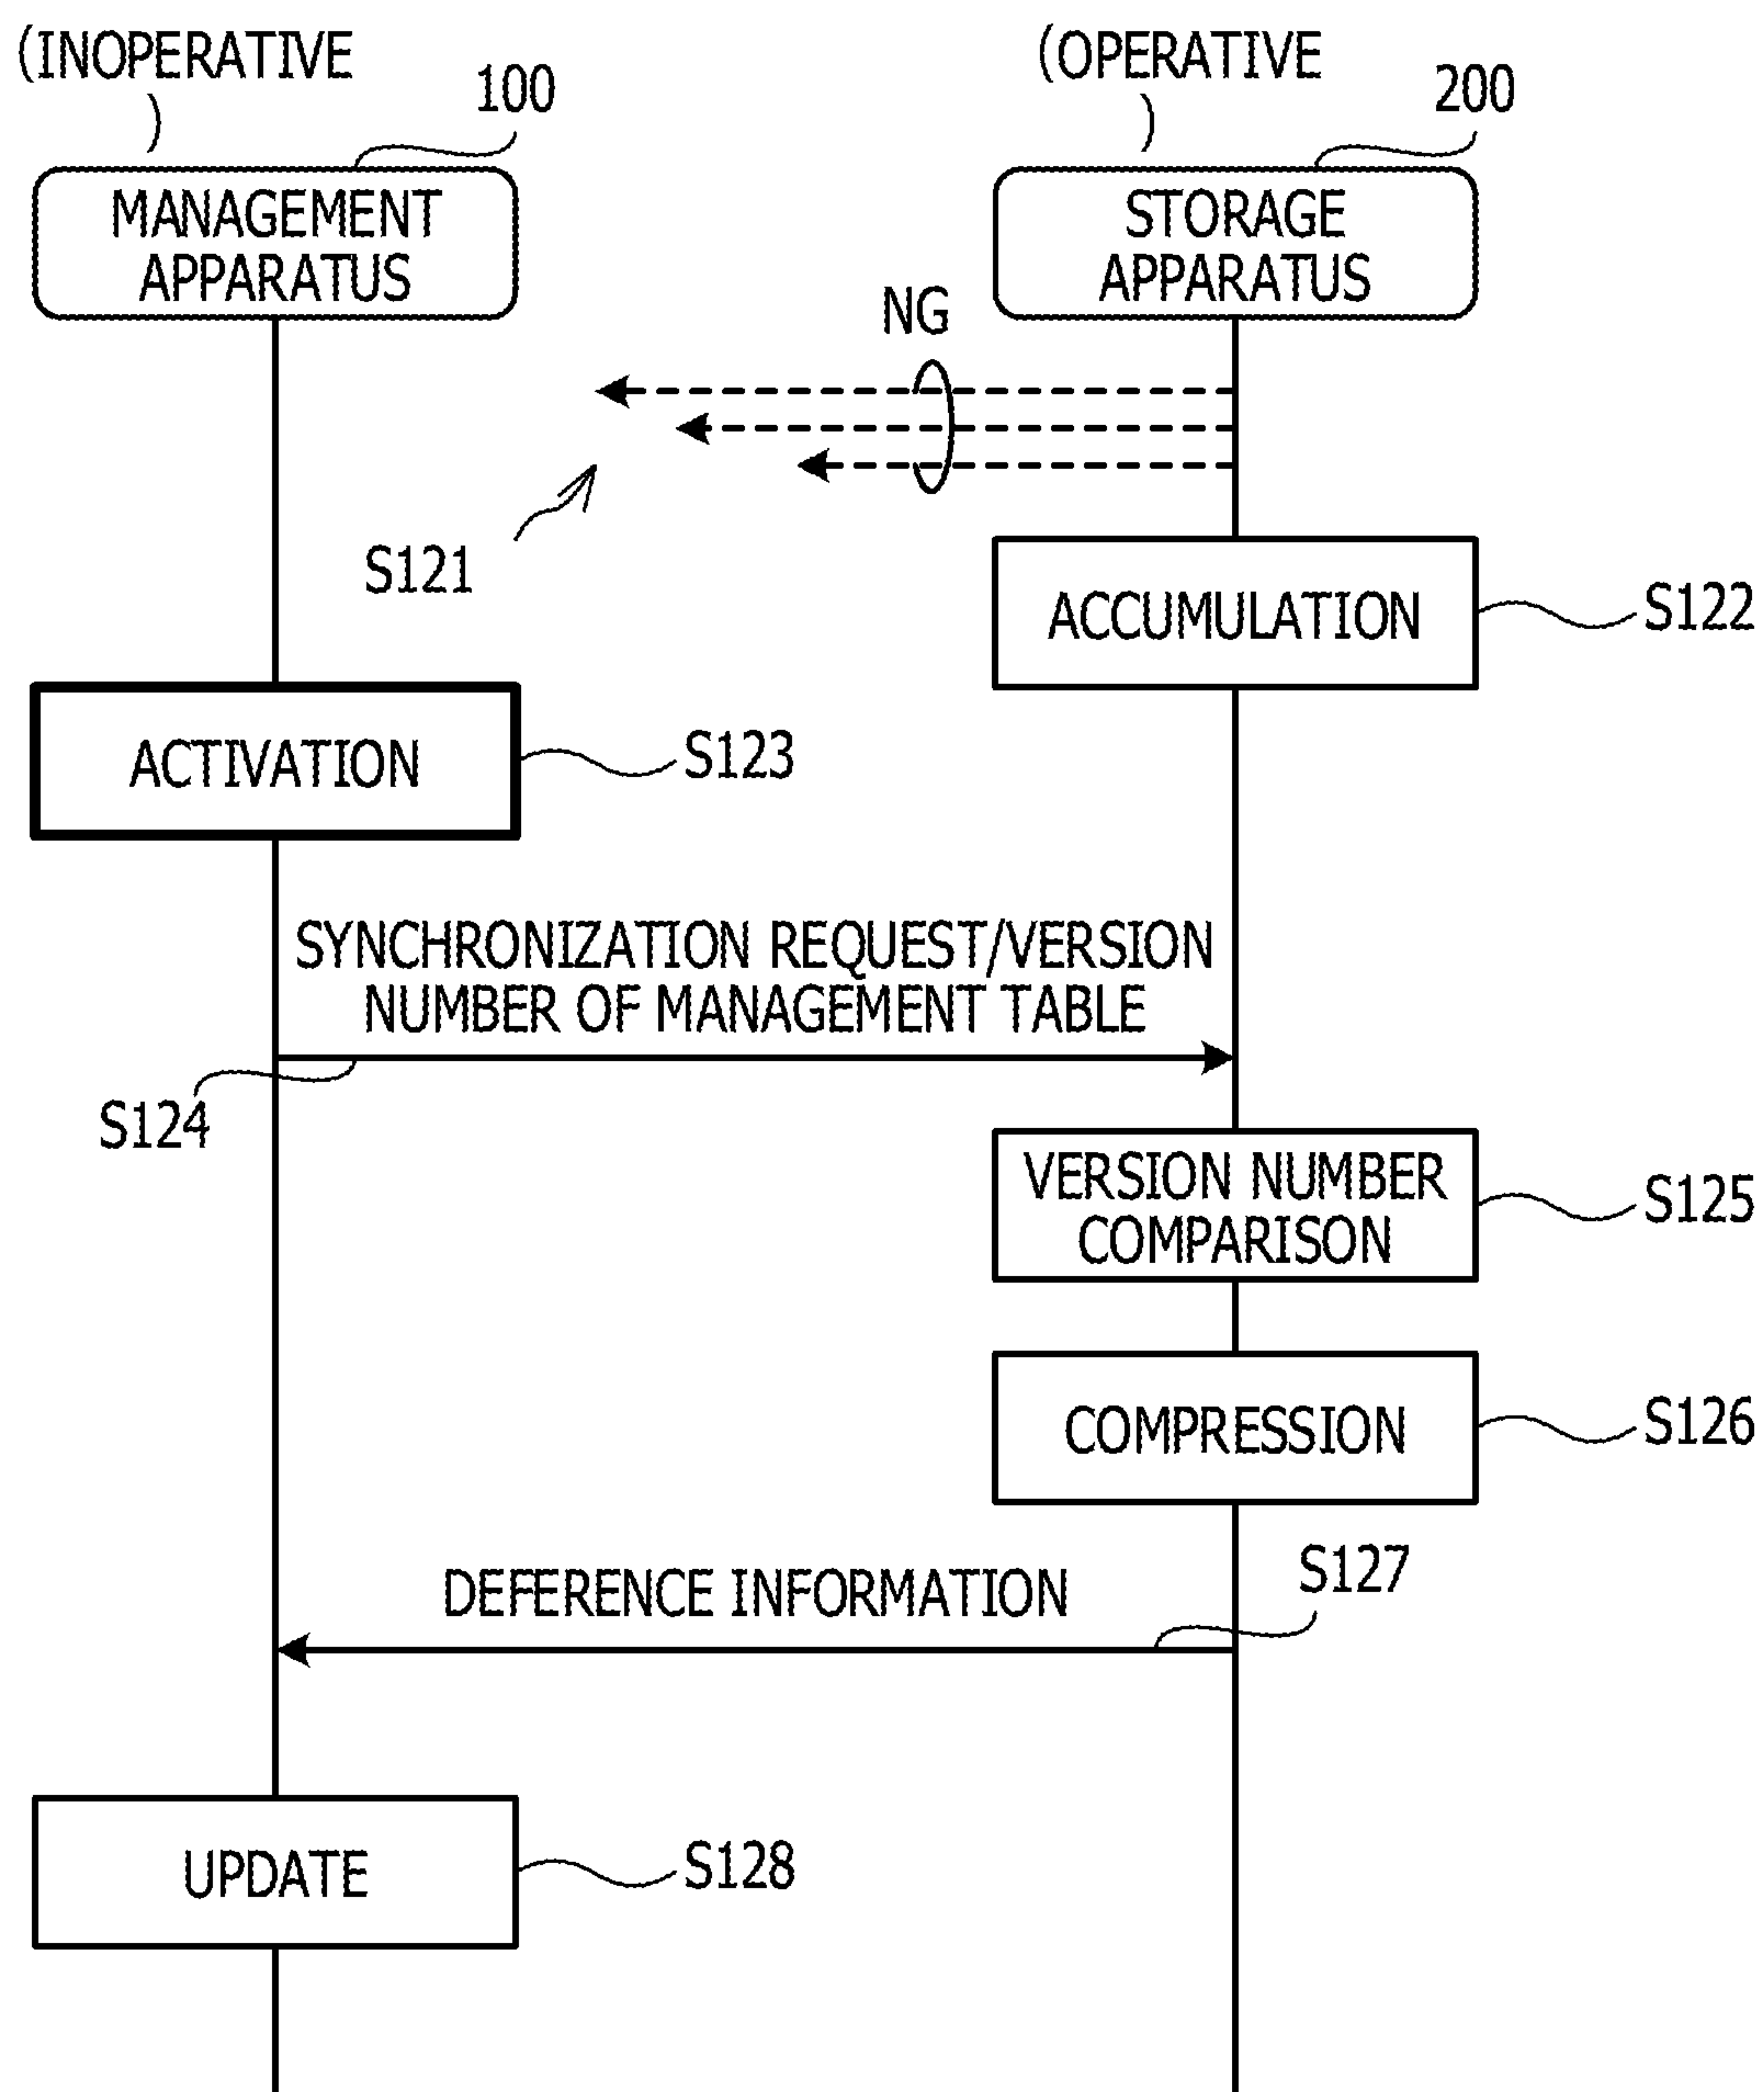 (INOPERATIVE
)
100
MANAGEMENT
APPARATUS
(OPERATIVE
)
200
STORAGE
APPARATUS
NG
S121
ACCUMULATION
S122
ACTIVATION
S123
SYNCHRONIZATION REQUEST/VERSION
NUMBER OF MANAGEMENT TABLE
S124
VERSION NUMBER
COMPARISON
S125
COMPRESSION
S126
S127
DEFERENCE INFORMATION
UPDATE
S128